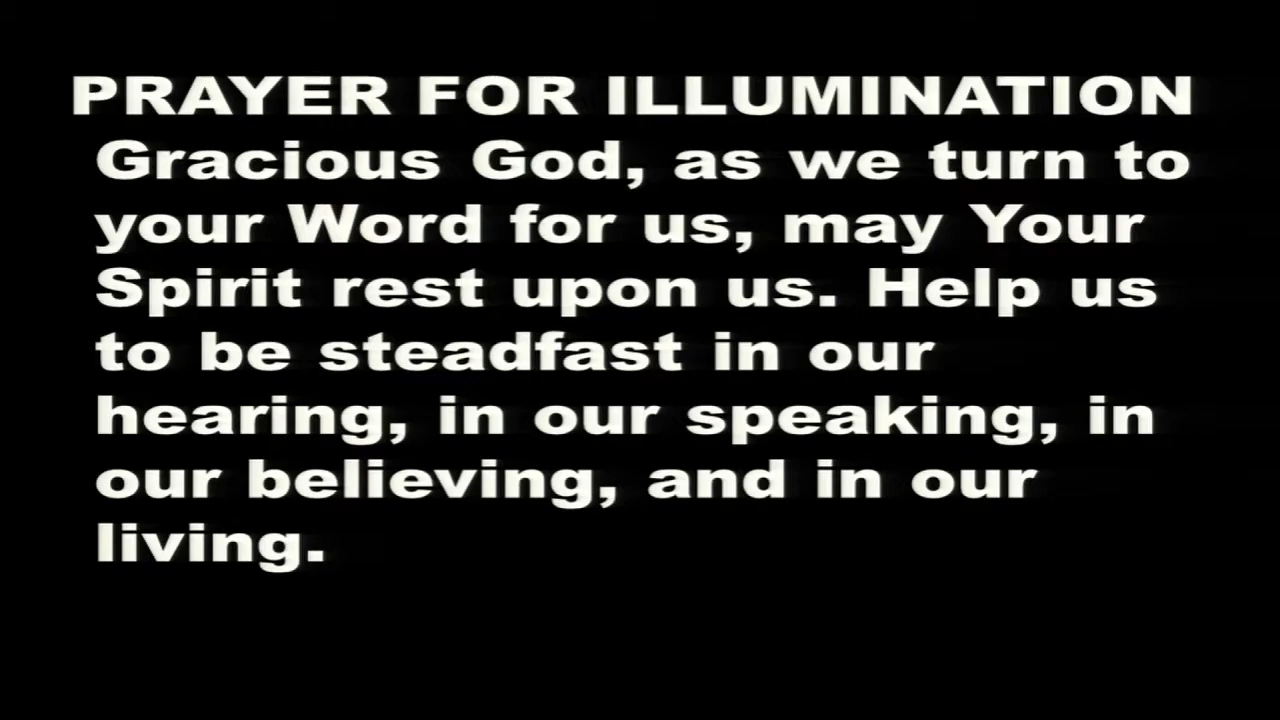 PRAYER FOR ILLUMINATION
Gracious God, as we turn to
your Word for us, may Your
Spirit rest upon us. Help us
to be steadfast in our
hearing, in our speaking, in
our believing, and in our
living.